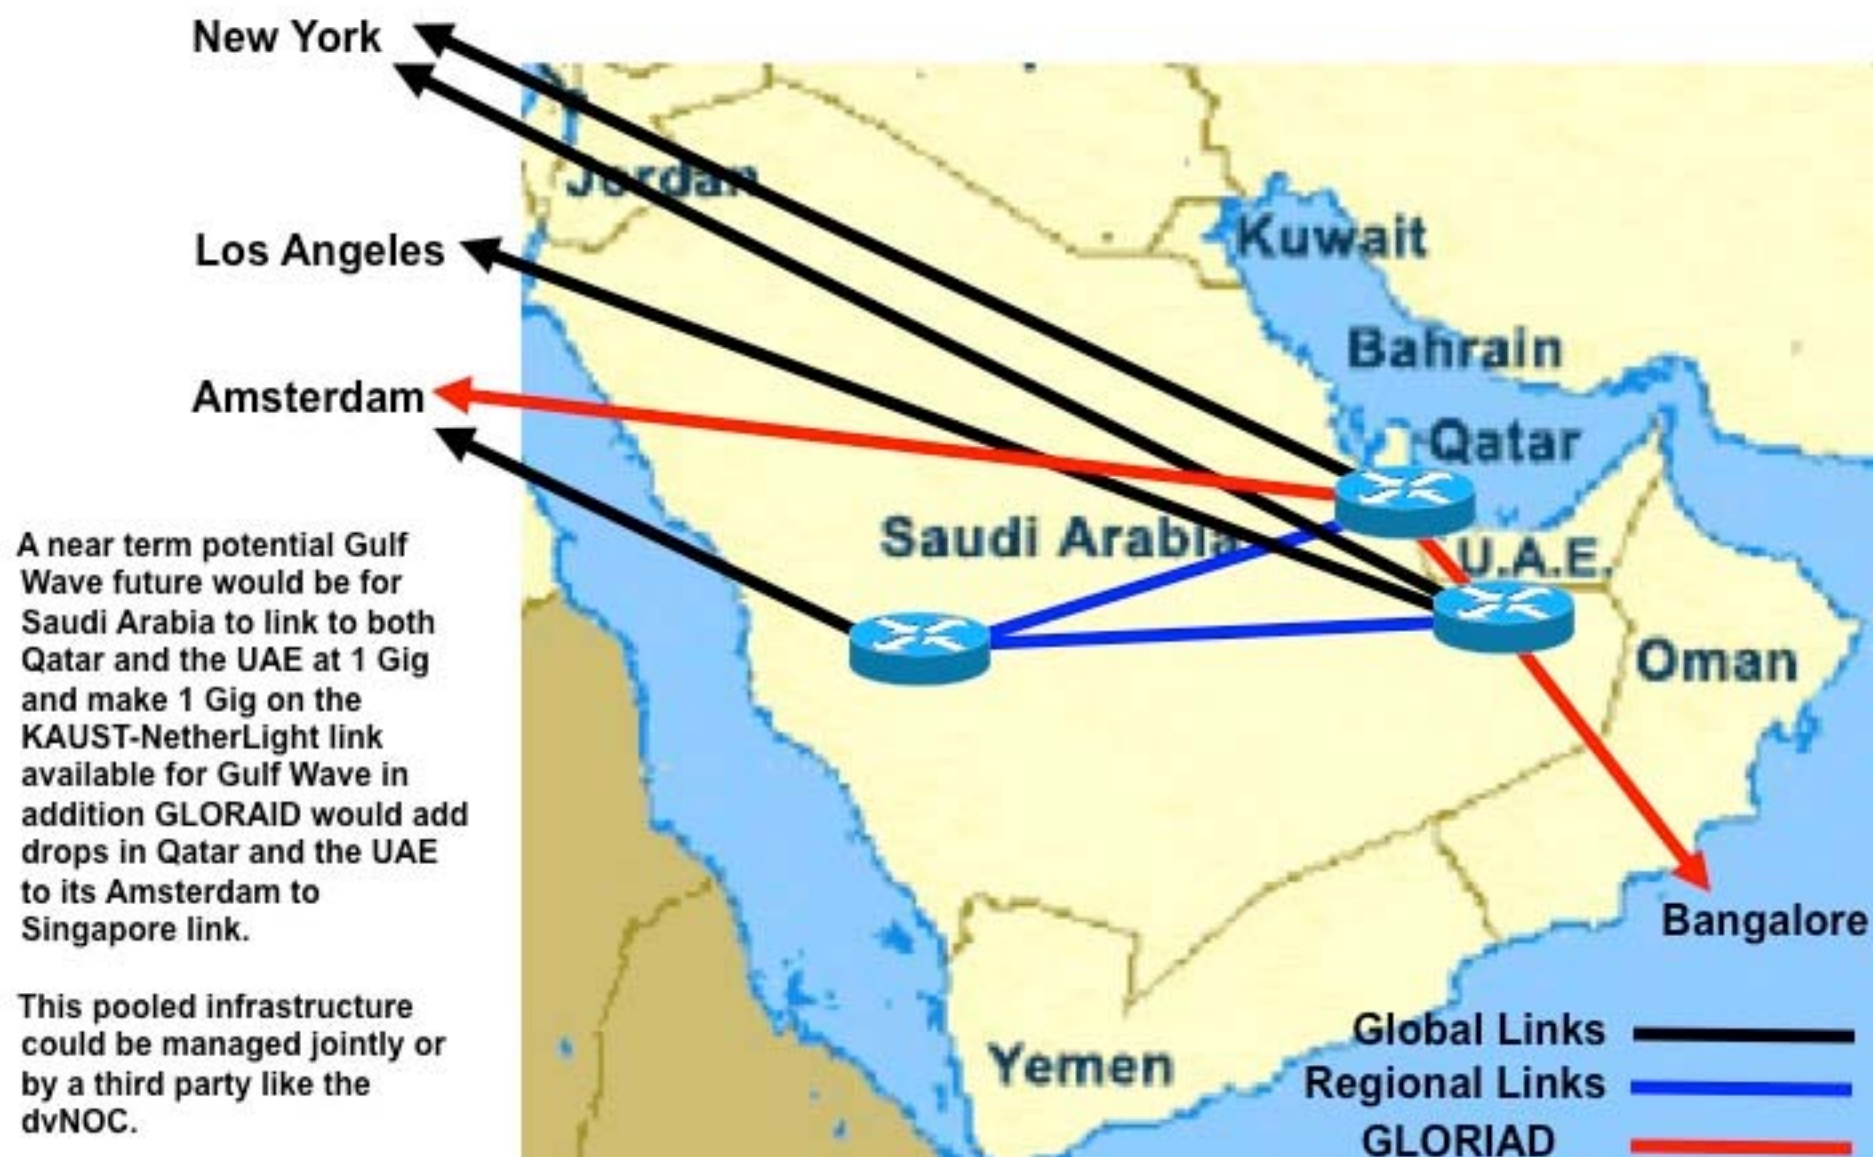 New York
Jordan
Los Angeles
Kuwait
Bahrain
Amsterdam
Qatar
Saudi Arabia
U.A.E.
Oman
A near term potential Gulf
Wave future would be for
Saudi Arabia to link to both
Qatar and the UAE at 1 Gig
and make 1 Gig on the
KAUST-NetherLight link
available for Gulf Wave in
addition GLORAID would add
drops in Qatar and the UAE
to its Amsterdam to
Singapore link.
This pooled infrastructure
could be managed jointly or
by a third party like the
dvNOC.
Bangalore
Yemen
Global Links
Regional Links
GLORIAD